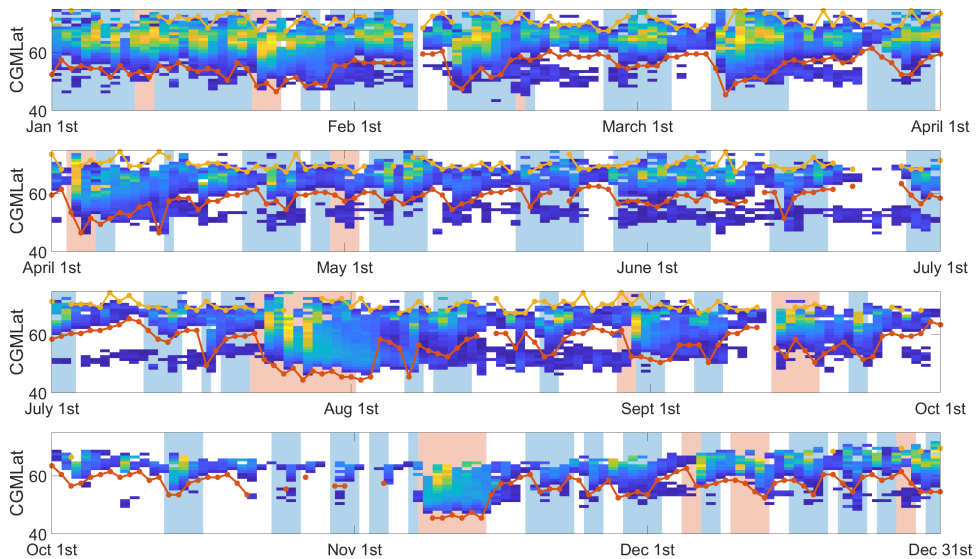 CGMLat
60
40
Jan 1st
Feb 1st
March 1st
April 1st
CGMLat
60
40
April 1st
May 1st
June 1st
July 1st
CGMLat
60
40
July 1st
Aug 1st
Sept 1st
Oct 1st
CGMLat
60
40
Oct 1st
Nov 1st
Dec 1st
Dec 31st